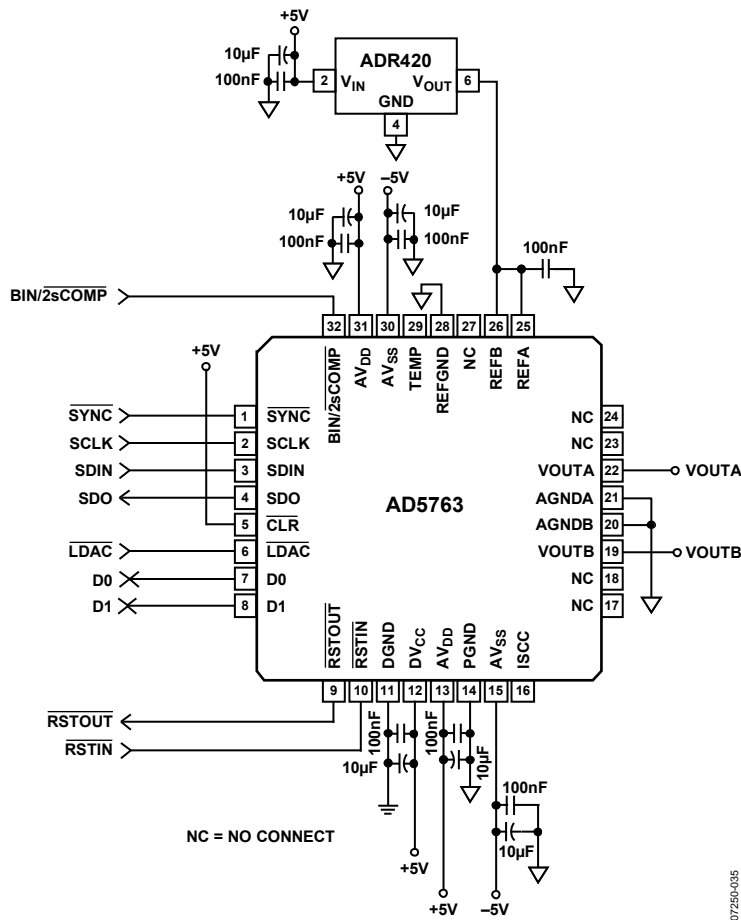 +5V
10µF
100nF
ADR420
2
VIN
VOUT
6
GND
4
+5V
–5V
10µF
100nF
10µF
100nF
100nF
BIN/2sCOMP
32
31
30
29
28
27
26
25
BIN/2sCOMP
AVDD
AVSS
TEMP
REFGND
NC
REFB
REFA
+5V
SYNC
1
SYNC
SCLK
2
SCLK
SDIN
3
SDIN
SDO
4
SDO
5
CLR
LDAC
6
LDAC
D0
7
D0
D1
8
D1
AD5763
NC
24
NC
23
VOUTA
22
VOUTA
AGNDA
21
AGNDB
20
VOUTB
19
VOUTB
NC
18
NC
17
RSTOUT
RSTIN
DGND
DVCC
AVDD
PGND
AVSS
ISCC
9
10
11
12
13
14
15
16
RSTOUT
RSTIN
100nF
10µF
100nF
10µF
100nF
10µF
NC = NO CONNECT
+5V
+5V
–5V
07250-035